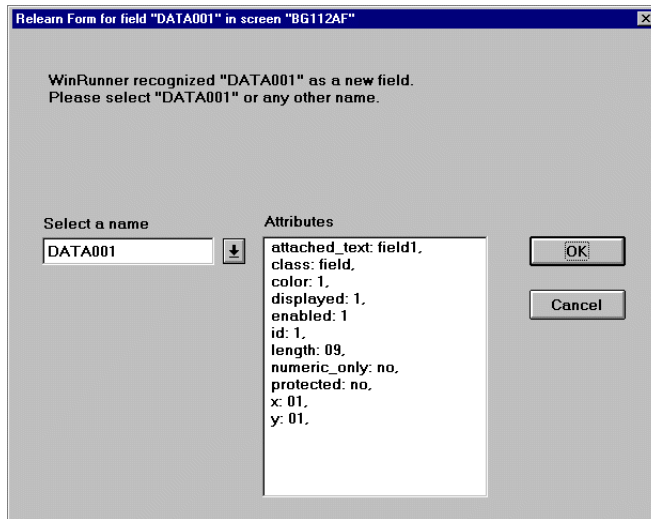 Relearn Form for field "DATA001" in screen "BG112AF"
WinRunner recognized "DATA001" as a new field.
Please select "DATA001" or any other name.
Select a name
DATA001
Attributes
attached_text: field1,
class: field,
color: 1,
displayed: 1,
enabled: 1
id: 1,
length: 09,
numeric_only: no,
protected: no,
x: 01,
y: 01,
OK
Cancel